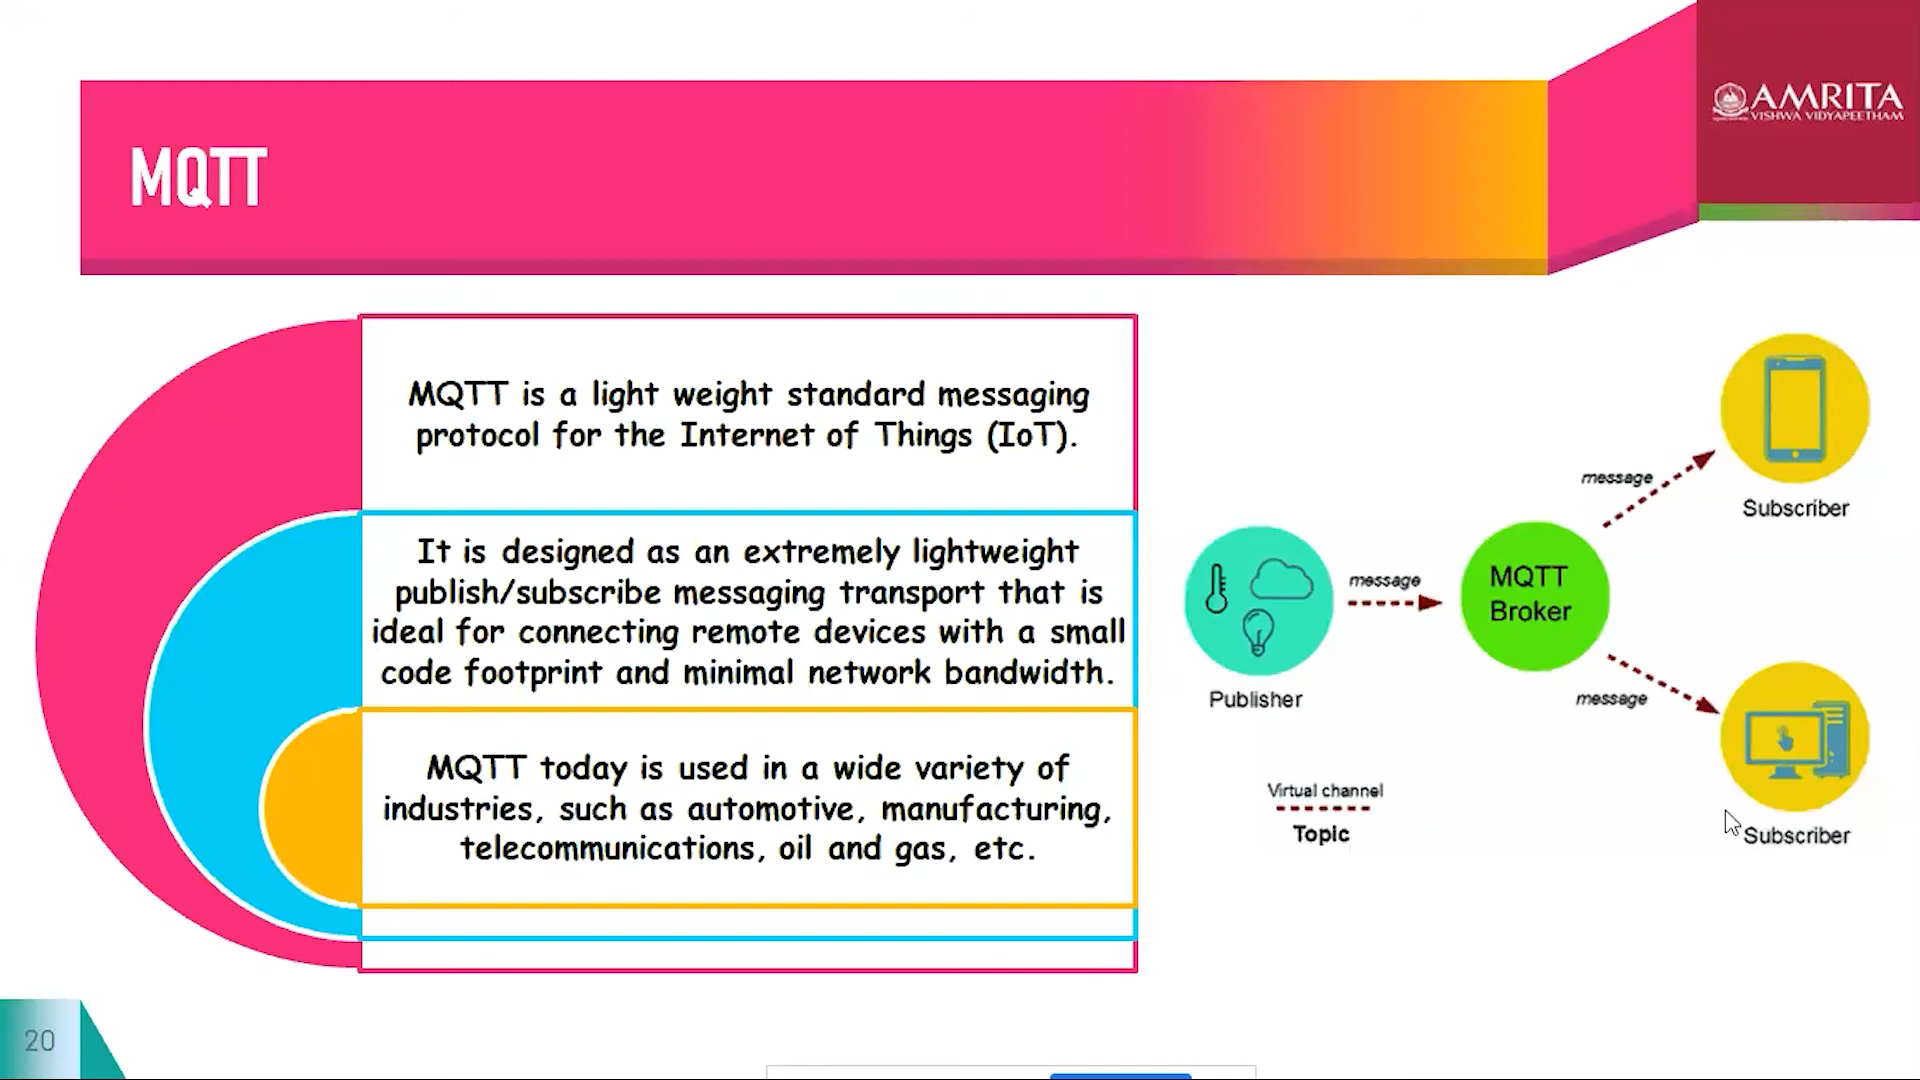 AMRITA
VISHWA VIDYAPEETHAM
MQTT
MQTT is a light weight standard messaging
protocol for the Internet of Things (IoT).
It is designed as an extremely lightweight
publish/subscribe messaging transport that is
ideal for connecting remote devices with a small
code footprint and minimal network bandwidth.
MQTT today is used in a wide variety of
industries, such as automotive, manufacturing,
telecommunications, oil and gas, etc.
Publisher
message
MQTT
Broker
message
Subscriber
message
Subscriber
Virtual channel
Topic
20